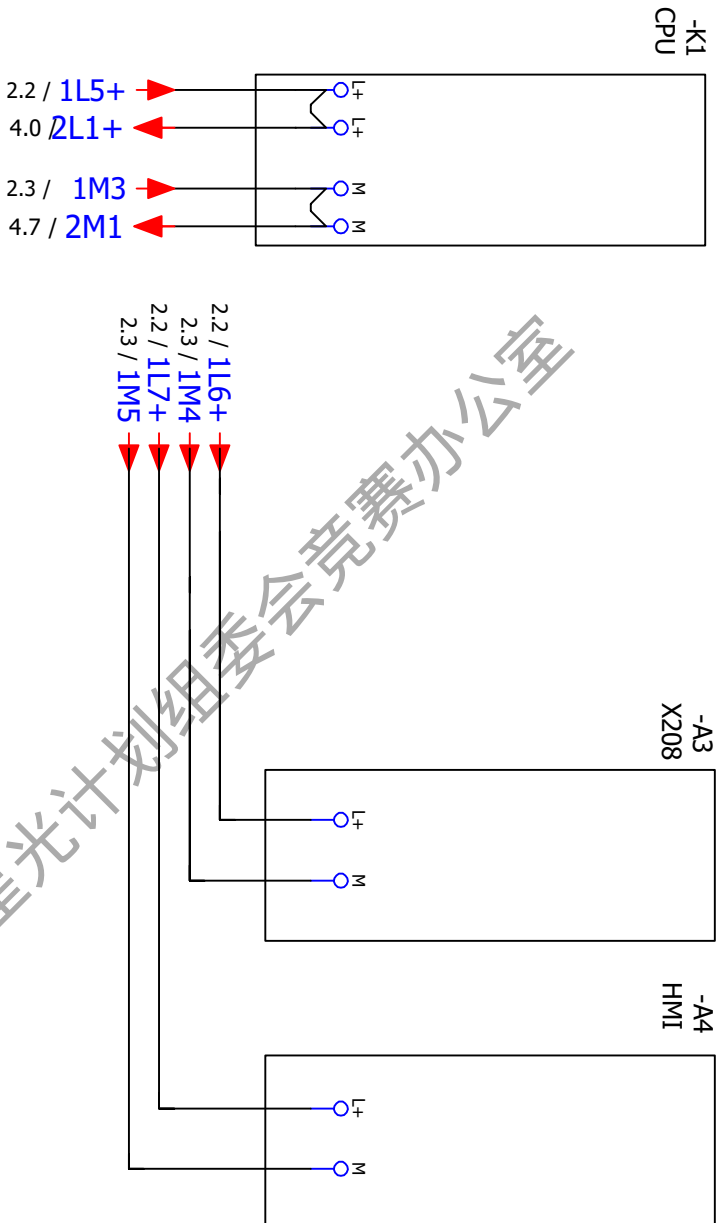 -K1
CPU
2.2 / 1L5+
4.0 / 2L1+
2.3 / 1M3
4.7 / 2M1
L+
L+
M
M
2.2 / 1L6+
2.3 / 1M4
2.2 / 1L7+
2.3 / 1M5
-A3
X208
L+
M
-A4
HMI
L+
M
光计划组委会竞赛办公室